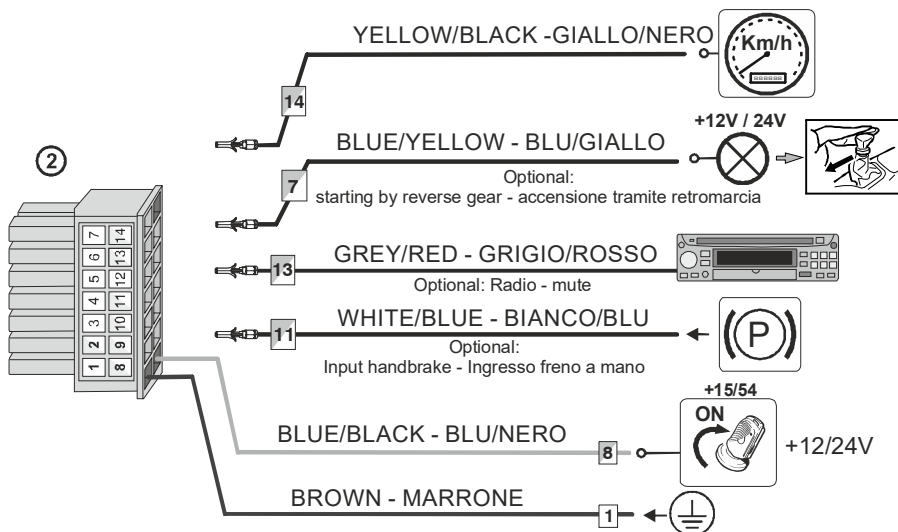 YELLOW/BLACK -GIALLO/NERO
Km/h
14
+12V / 24V
BLUE/YELLOW - BLU/GIALLO
2
7
Optional:
starting by reverse gear - accensione tramite retromarcia
GREY/RED - GRIGIO/ROSSO
13
Optional: Radio - mute
WHITE/BLUE - BIANCO/BLU
11
(P)
Optional:
Input handbrake - Ingresso freno a mano
7 14
6 13
5 12
4 11
3 10
2 9
1 8
+15/54
ON
BLUE/BLACK - BLU/NERO
8
+12/24V
BROWN - MARRONE
1